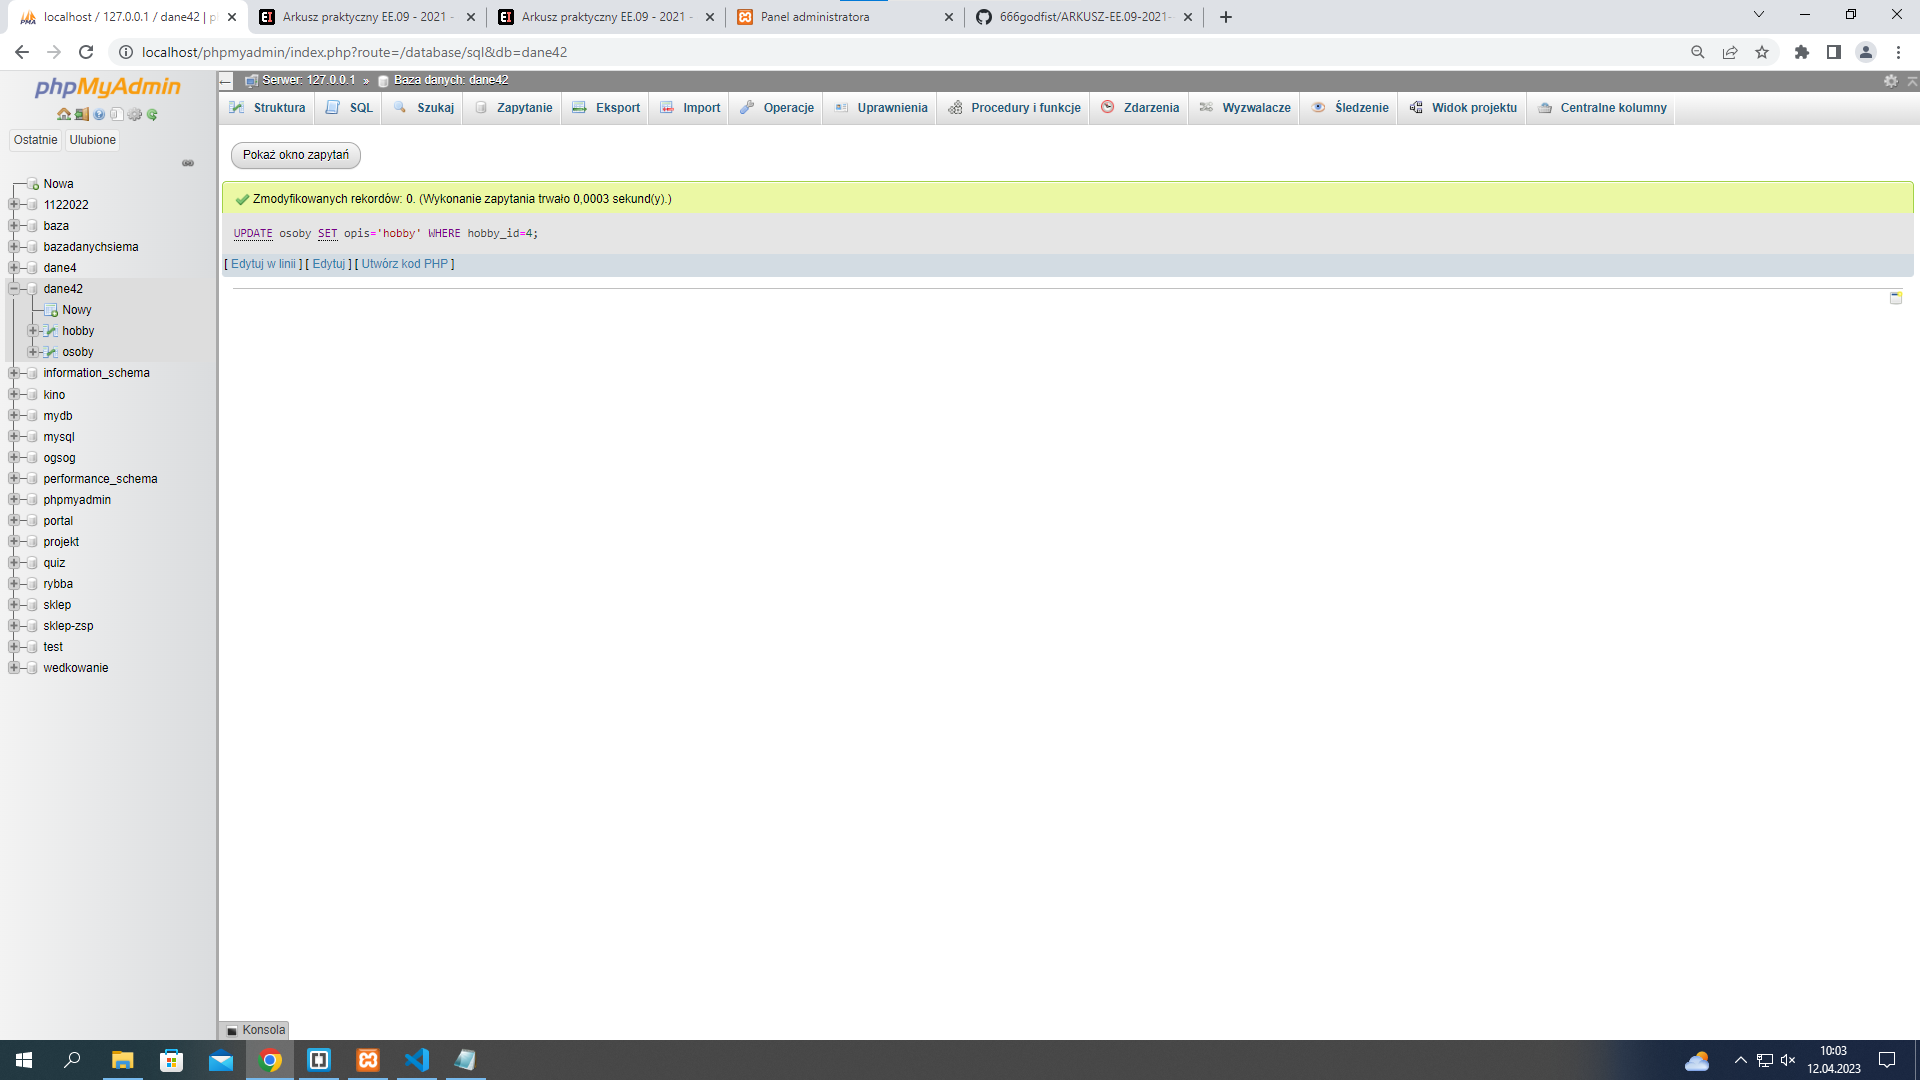 localhost / 127.0.0.1 / dane42 | p
Arkusz praktyczny EE.09 - 2021 -
Arkusz praktyczny EE.09 - 2021 -
Panel administratora
666godfist/ARKUSZ-EE.09-2021-
localhost/phpmyadmin/index.php?route=/database/sql&db=dane42
phpMyAdmin
Ostatnie Ulubione
Nowa
1122022
baza
bazadanychsiema
dane4
dane42
Nowy
hobby
osoby
information_schema
kino
mydb
mysql
ogsog
performance_schema
phpmyadmin
portal
projekt
quiz
rybba
sklep
sklep-zsp
test
wedkowanie
Serwer: 127.0.0.1 » Baza danych: dane42
Struktura SQL Szukaj Zapytanie Eksport Import Operacje Uprawnienia Procedury i funkcje Zdarzenia Wyzwalacze Śledzenie Widok projektu Centralne kolumny
Pokaż okno zapytań
Zmodyfikowanych rekordów: 0. (Wykonanie zapytania trwało 0,0003 sekund(y).)
UPDATE osoby SET opis='hobby' WHERE hobby_id=4;
[ Edytuj w linii ] [ Edytuj ] [ Utwórz kod PHP ]
Konsola
10:03
12.04.2023